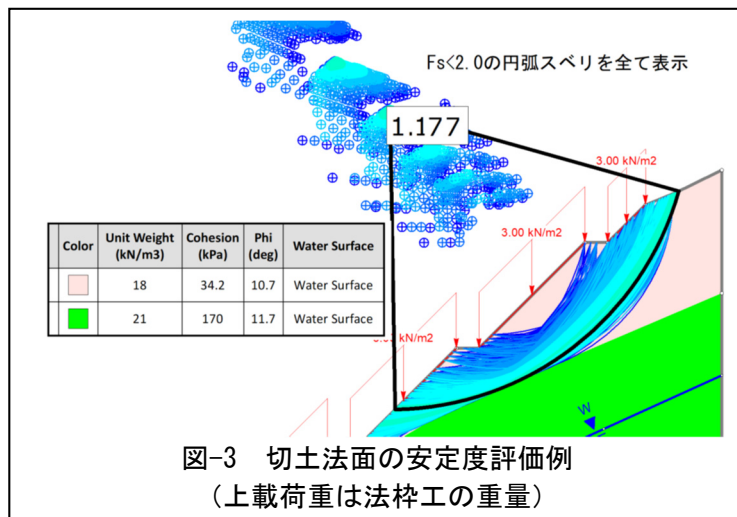 Fs<2.0の円弧スベリを全て表示
1.177
3.00 kN/m2
3.00 kN/m2
Color Unit Weight (kN/m3) Cohesion (kPa) Phi (deg) Water Surface
18 34.2 10.7 Water Surface
21 170 11.7 Water Surface
kN/m2
W
図-3 切土法面の安定度評価例
(上載荷重は法枠工の重量)